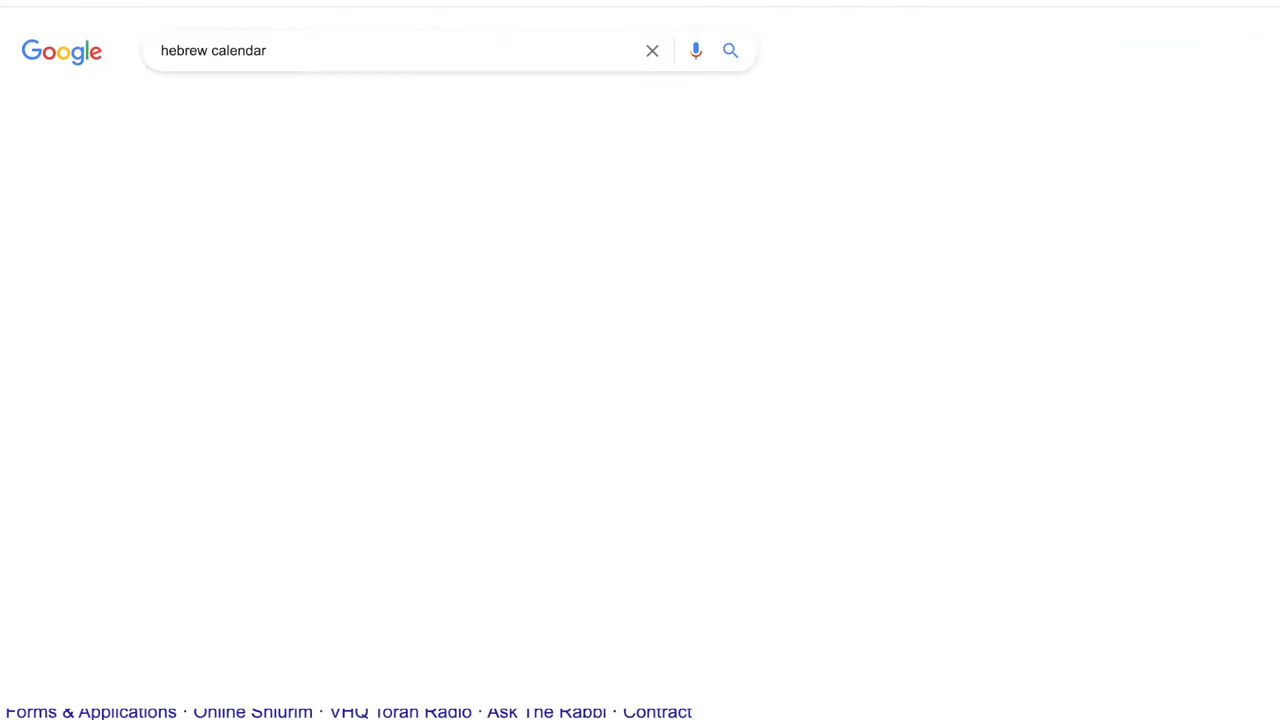 Google
hebrew calendar
Forms & Applications · Online Shiurim · VHQ Torah Radio · Ask The Rabbi · Contract